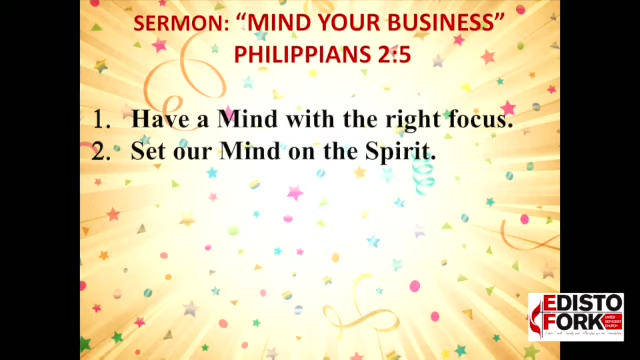 SERMON: “MIND YOUR BUSINESS”
PHILIPPIANS 2:5
1. Have a Mind with the right focus.
2. Set our Mind on the Spirit.
EDISTO
FORK